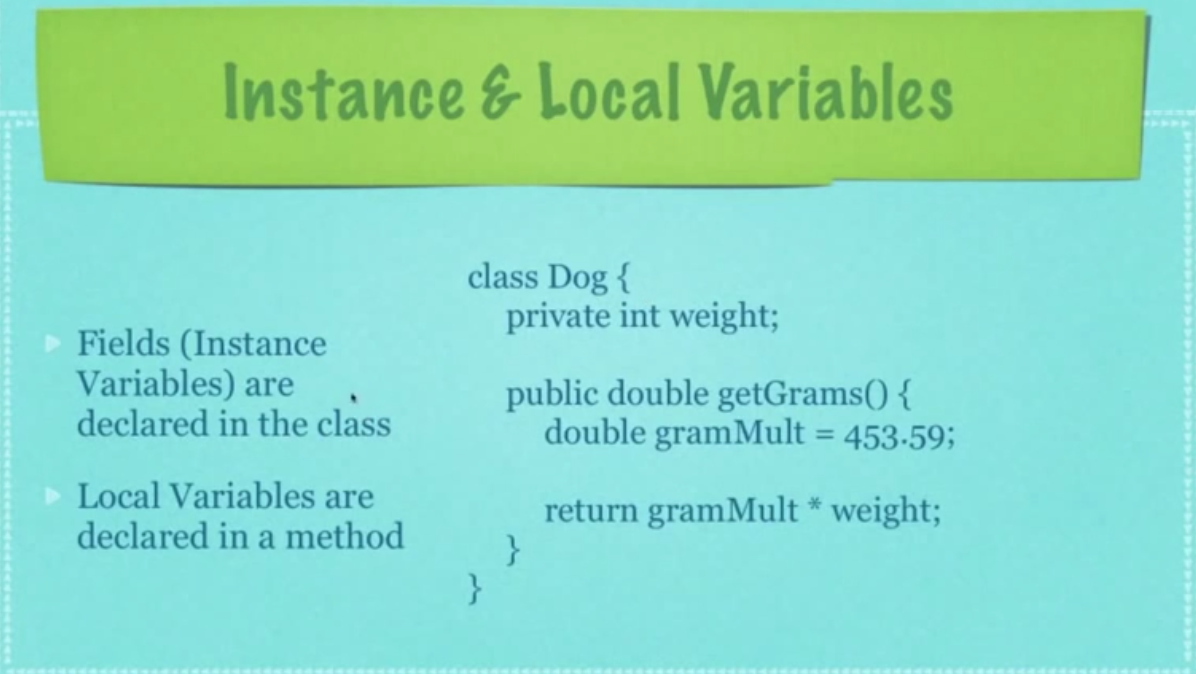 Instance & Local Variables
Fields (Instance
Variables) are
declared in the class
Local Variables are
declared in a method
class Dog {
private int weight;
public double getGrams() {
double gramMult = 453.59;
return gramMult * weight;
}
}